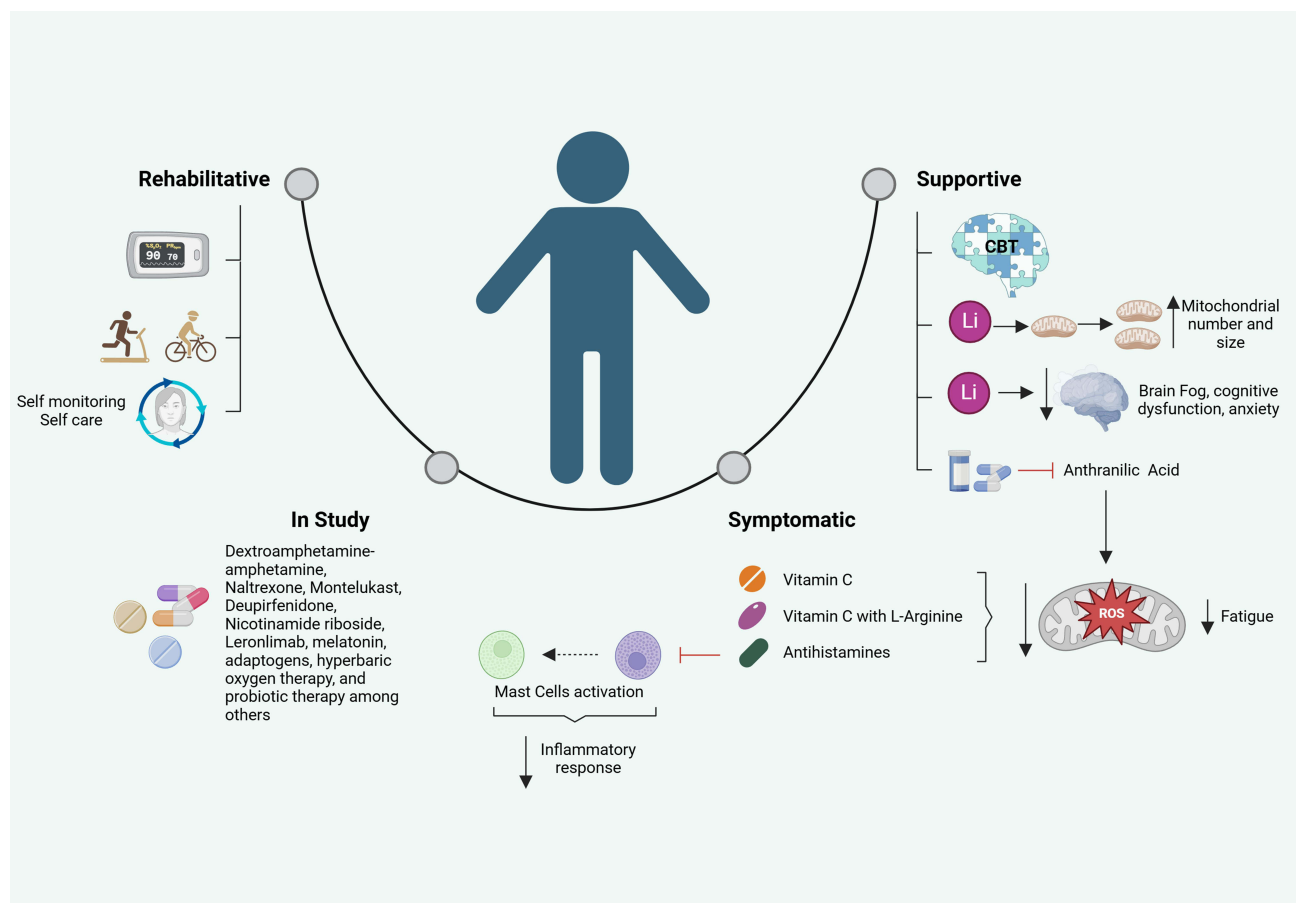 Rehabilitative
%SpO2 PRbpm
90 70
Self monitoring
Self care
Supportive
CBT
Li
Mitochondrial
number and
size
Li
Brain Fog, cognitive
dysfunction, anxiety
Anthranilic Acid
ROS
Fatigue
In Study
Dextroamphetamine-
amphetamine,
Naltrexone, Montelukast,
Deupirfenidone,
Nicotinamide riboside,
Leronlimab, melatonin,
adaptogens, hyperbaric
oxygen therapy, and
probiotic therapy among
others
Symptomatic
Vitamin C
Vitamin C with L-Arginine
Antihistamines
Mast Cells activation
Inflammatory
response